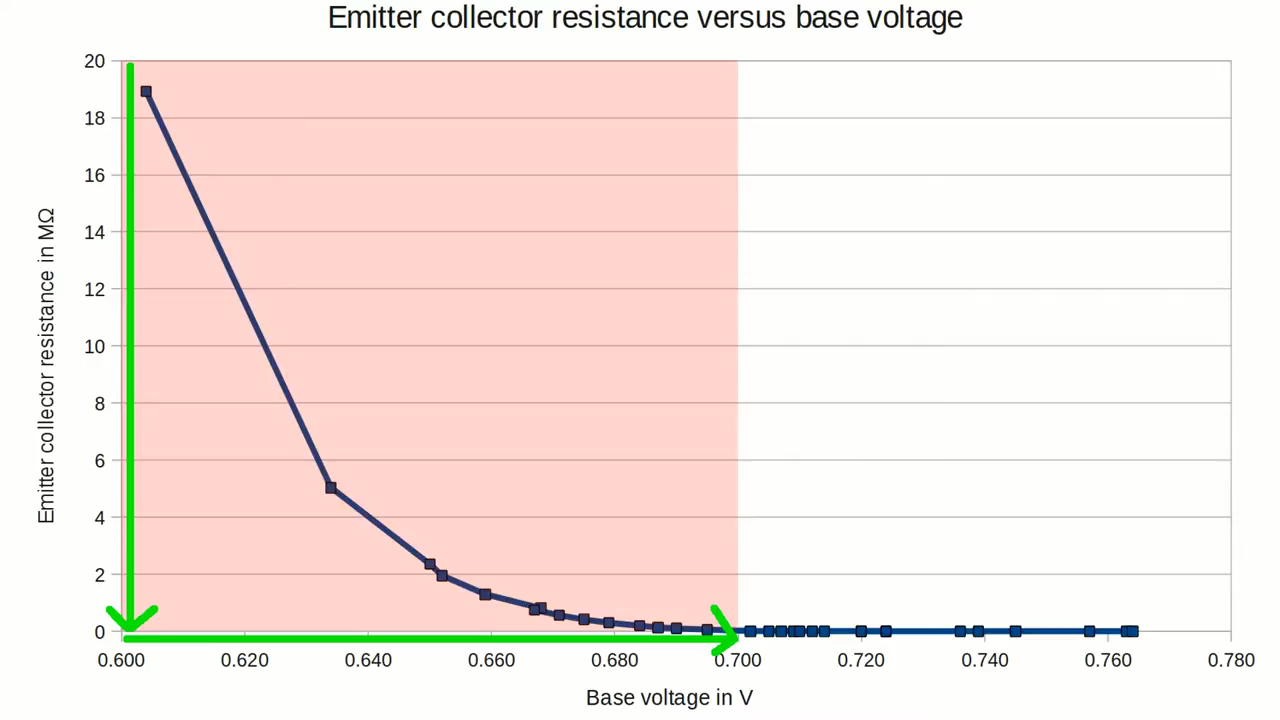 Emitter collector resistance versus base voltage
Emitter collector resistance in MΩ
20
18
16
14
12
10
8
6
4
2
0
0.600 0.620 0.640 0.660 0.680 0.700 0.720 0.740 0.760 0.780
Base voltage in V